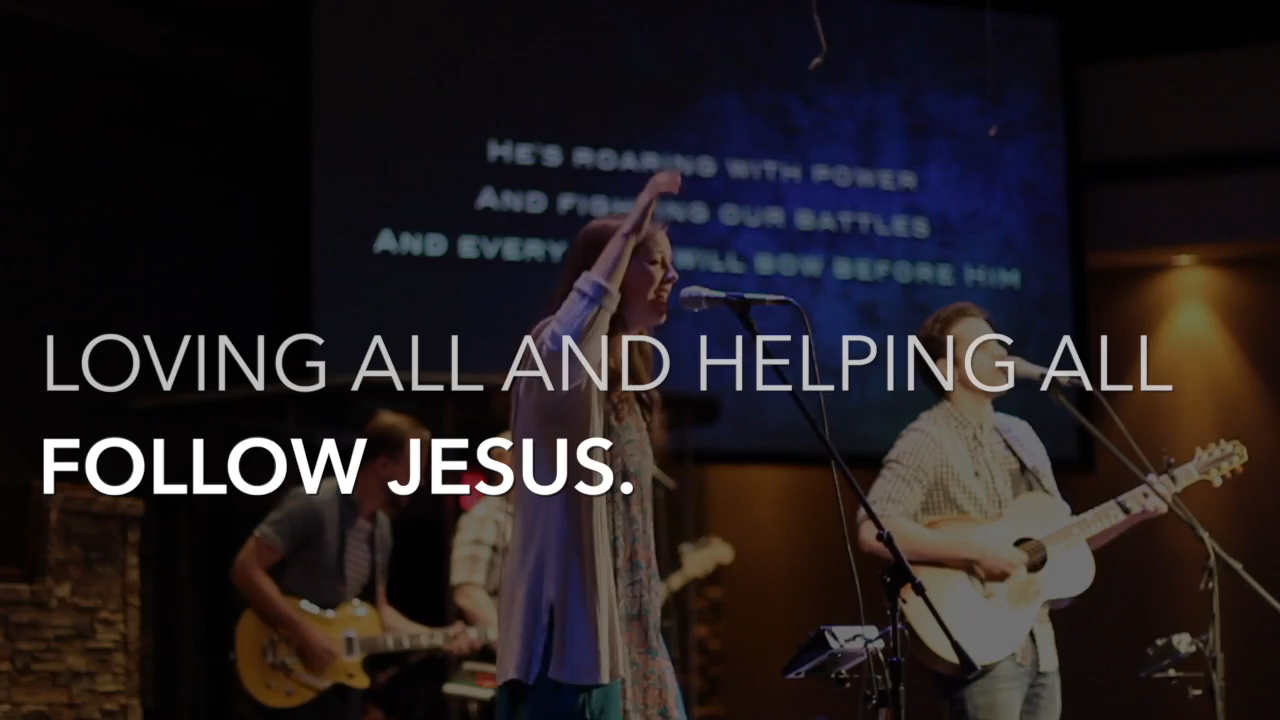 HE'S ROARING WITH POWER
AND FIGHTING OUR BATTLES
AND EVERY WILL BOW BEFORE HIM
LOVING ALL AND HELPING ALL
FOLLOW JESUS.